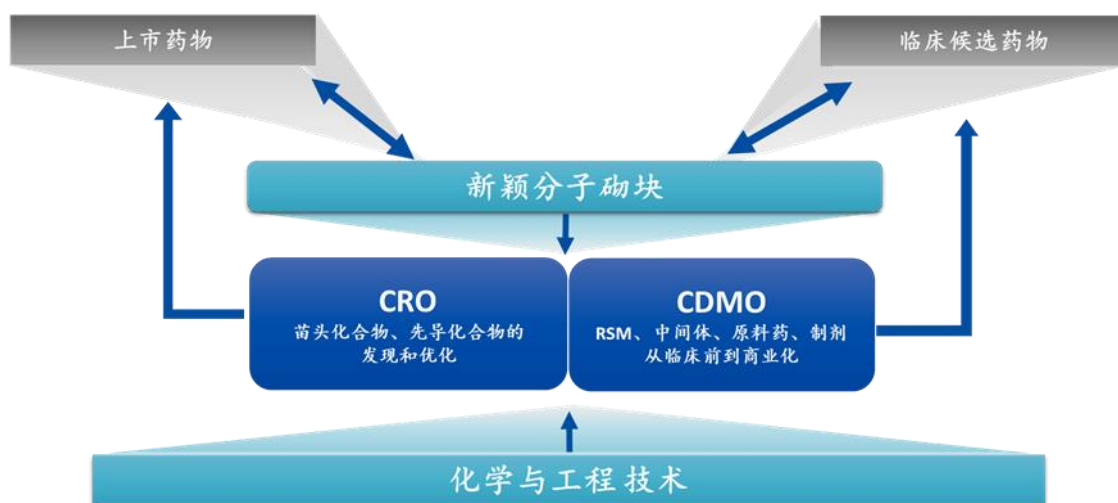 上市药物
临床候选药物
新颖分子砌块
CRO
苗头化合物、先导化合物的
发现和优化
CDMO
RSM、中间体、原料药、制剂
从临床前到商业化
化学与工程技术